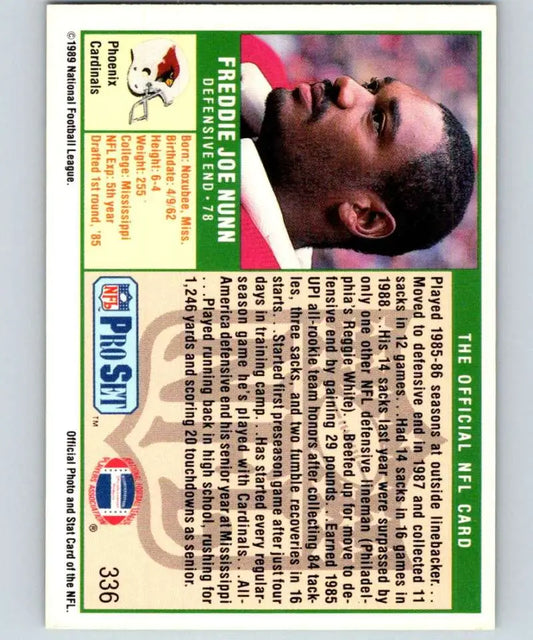 THE OFFICIAL NFL CARD
FREDDIE JOE NUNN
DEFENSIVE END • 78
Phoenix
Cardinals
Born: Noxubee, Miss.
Birthdate: 4/9/62
Height: 6-4
Weight: 255
College: Mississippi
NFL Exp: 5th year
Drafted 1st round, '85
Played 1985-86 seasons at outside linebacker. . .
Moved to defensive end in 1987 and collected 11
sacks in 12 games. . . Had 14 sacks in 16 games in
1988. . . His 14 sacks last year were surpassed by
only one other NFL defensive lineman (Philadel-
phia's Reggie White). . . Beefed up for move to de-
fensive end by gaining 29 pounds. . . Earned 1985
UPI all-rookie team honors after collecting 84 tack-
les, three sacks, and two fumble recoveries in 16
starts. . . Started first preseason game after just four
days in training camp. . . Has started every regular-
season game he's played with Cardinals. . . All-
America defensive end his senior year at Mississippi
. . . Played running back in high school, rushing for
1,246 yards and scoring 20 touchdowns as senior.
NFL PRO SET ™
®
336
©1989 National Football League.
Official Photo and Stat Card of the NFL.